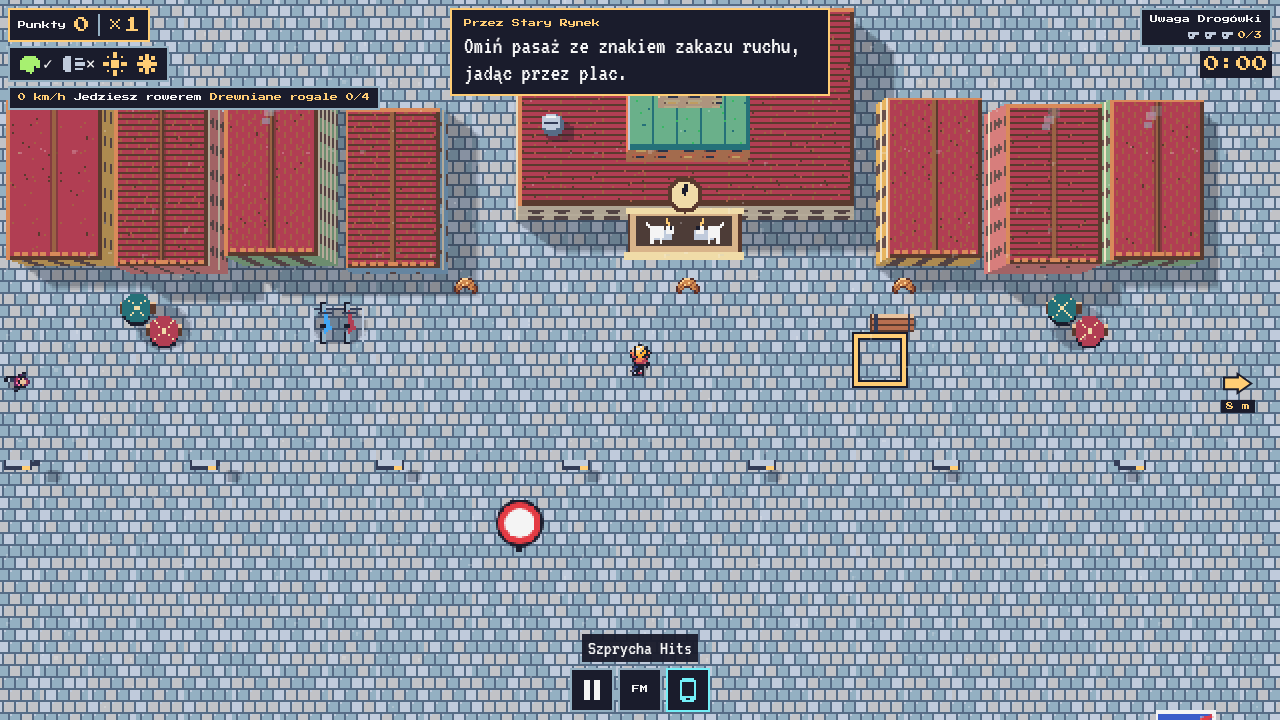 Punkty 0 x1
Przez Stary Rynek
Omiń pasaż ze znakiem zakazu ruchu,
jadąc przez plac.
Uwaga Drogówki
0/3
0:00
0 km/h Jedziesz rowerem Drewniane rogale 0/4
8 m
Szprycha Hits
FM